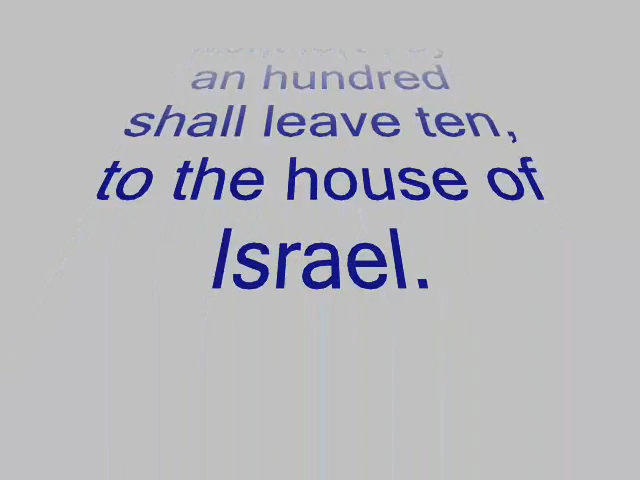 an hundred
shall leave ten,
to the house of
Israel.